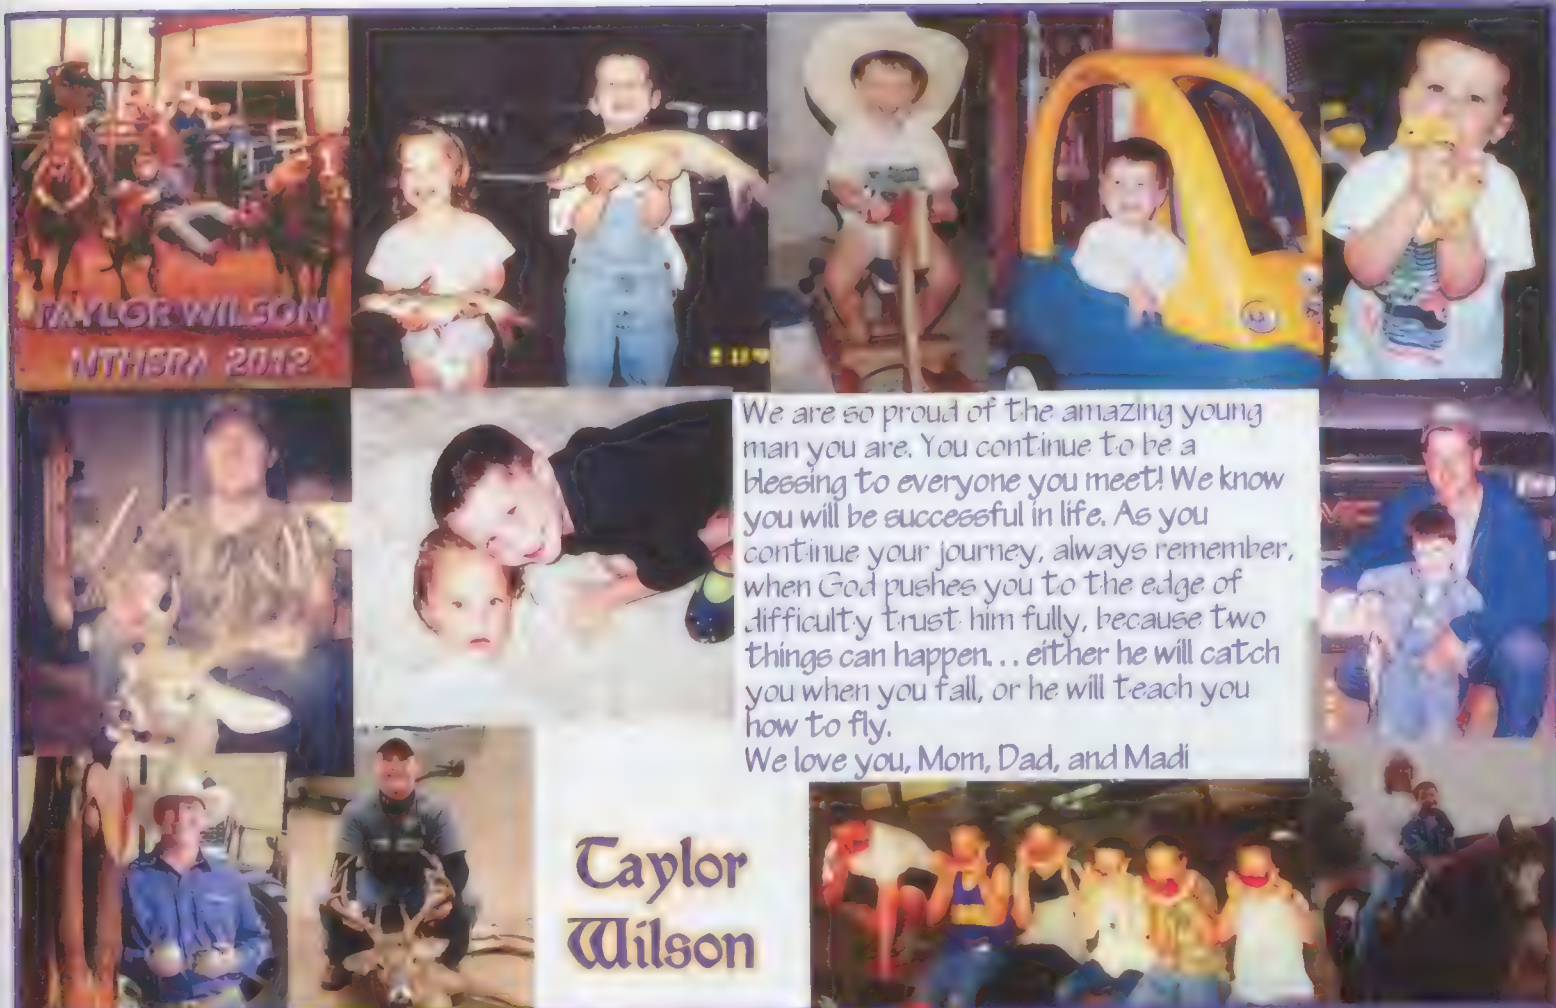 TAYLOR WILSON
NTHSRA 2012
We are so proud of the amazing young
man you are. You continue to be a
blessing to everyone you meet! We know
you will be successful in life. As you
continue your journey, always remember,
when God pushes you to the edge of
difficulty trust him fully, because two
things can happen... either he will catch
you when you fall, or he will teach you
how to fly.
We love you, Mom, Dad, and Madi
Taylor
Wilson